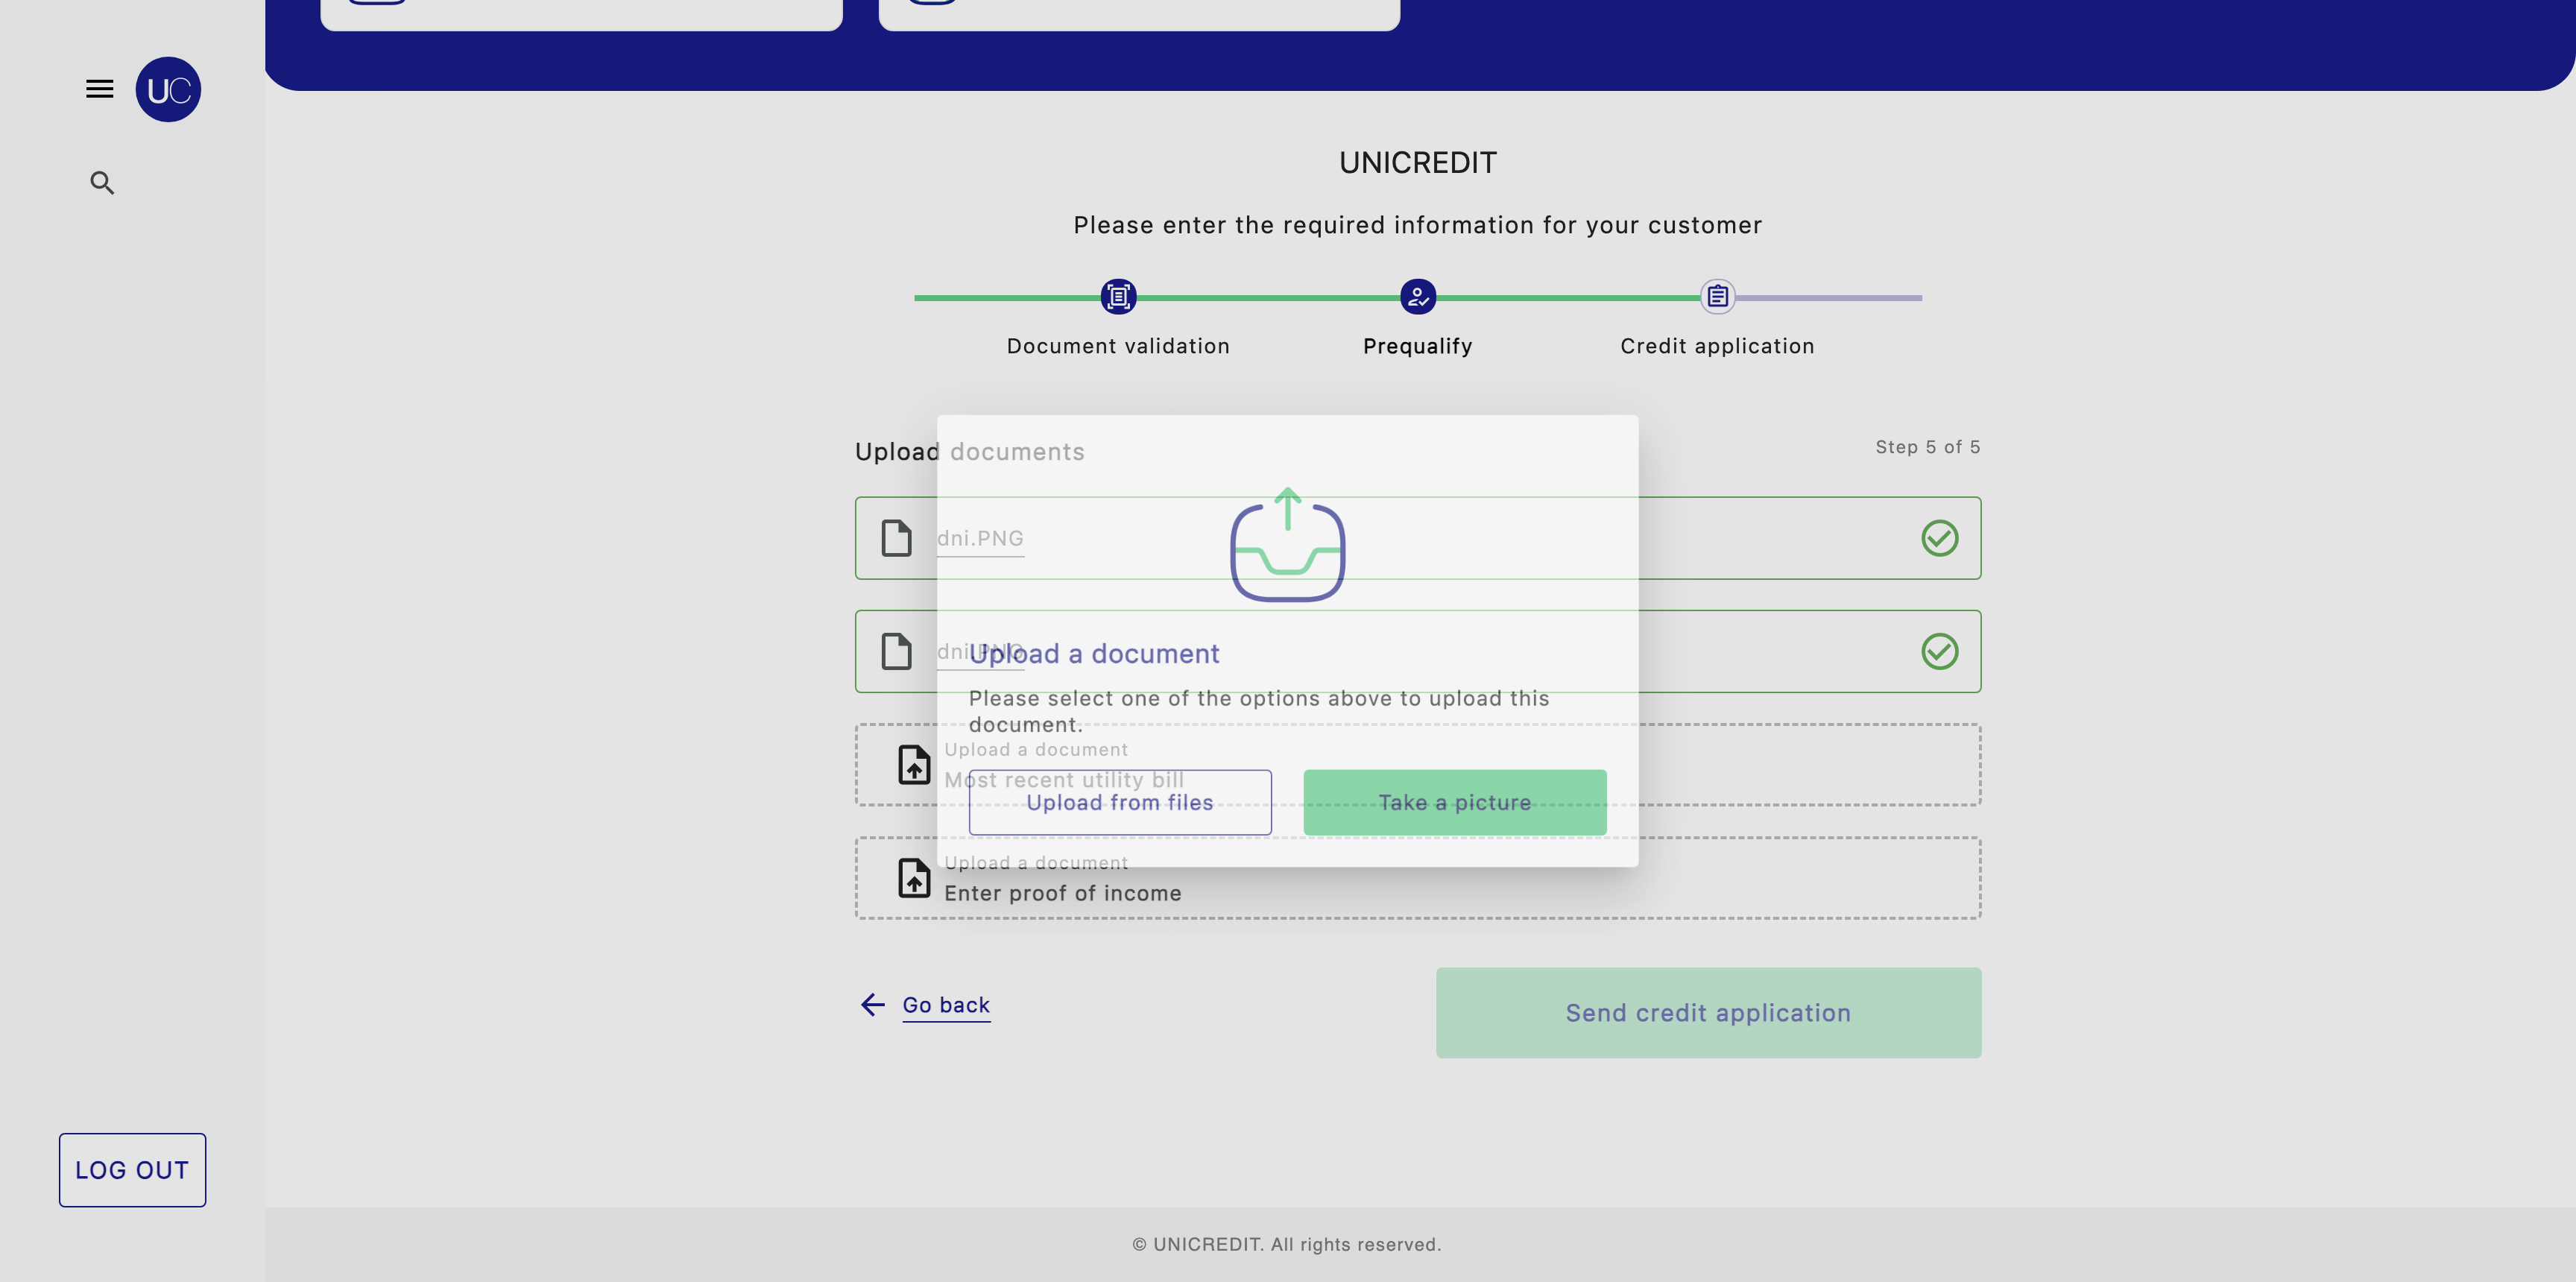 UC
UNICREDIT
Please enter the required information for your customer
Document validation
Prequalify
Credit application
Upload documents
Step 5 of 5
dni.PNG
dni.PNG
Upload a document
Please select one of the options above to upload this
document.
Upload a document
Most recent utility bill
Upload from files
Take a picture
Upload a document
Enter proof of income
Go back
Send credit application
LOG OUT
© UNICREDIT. All rights reserved.